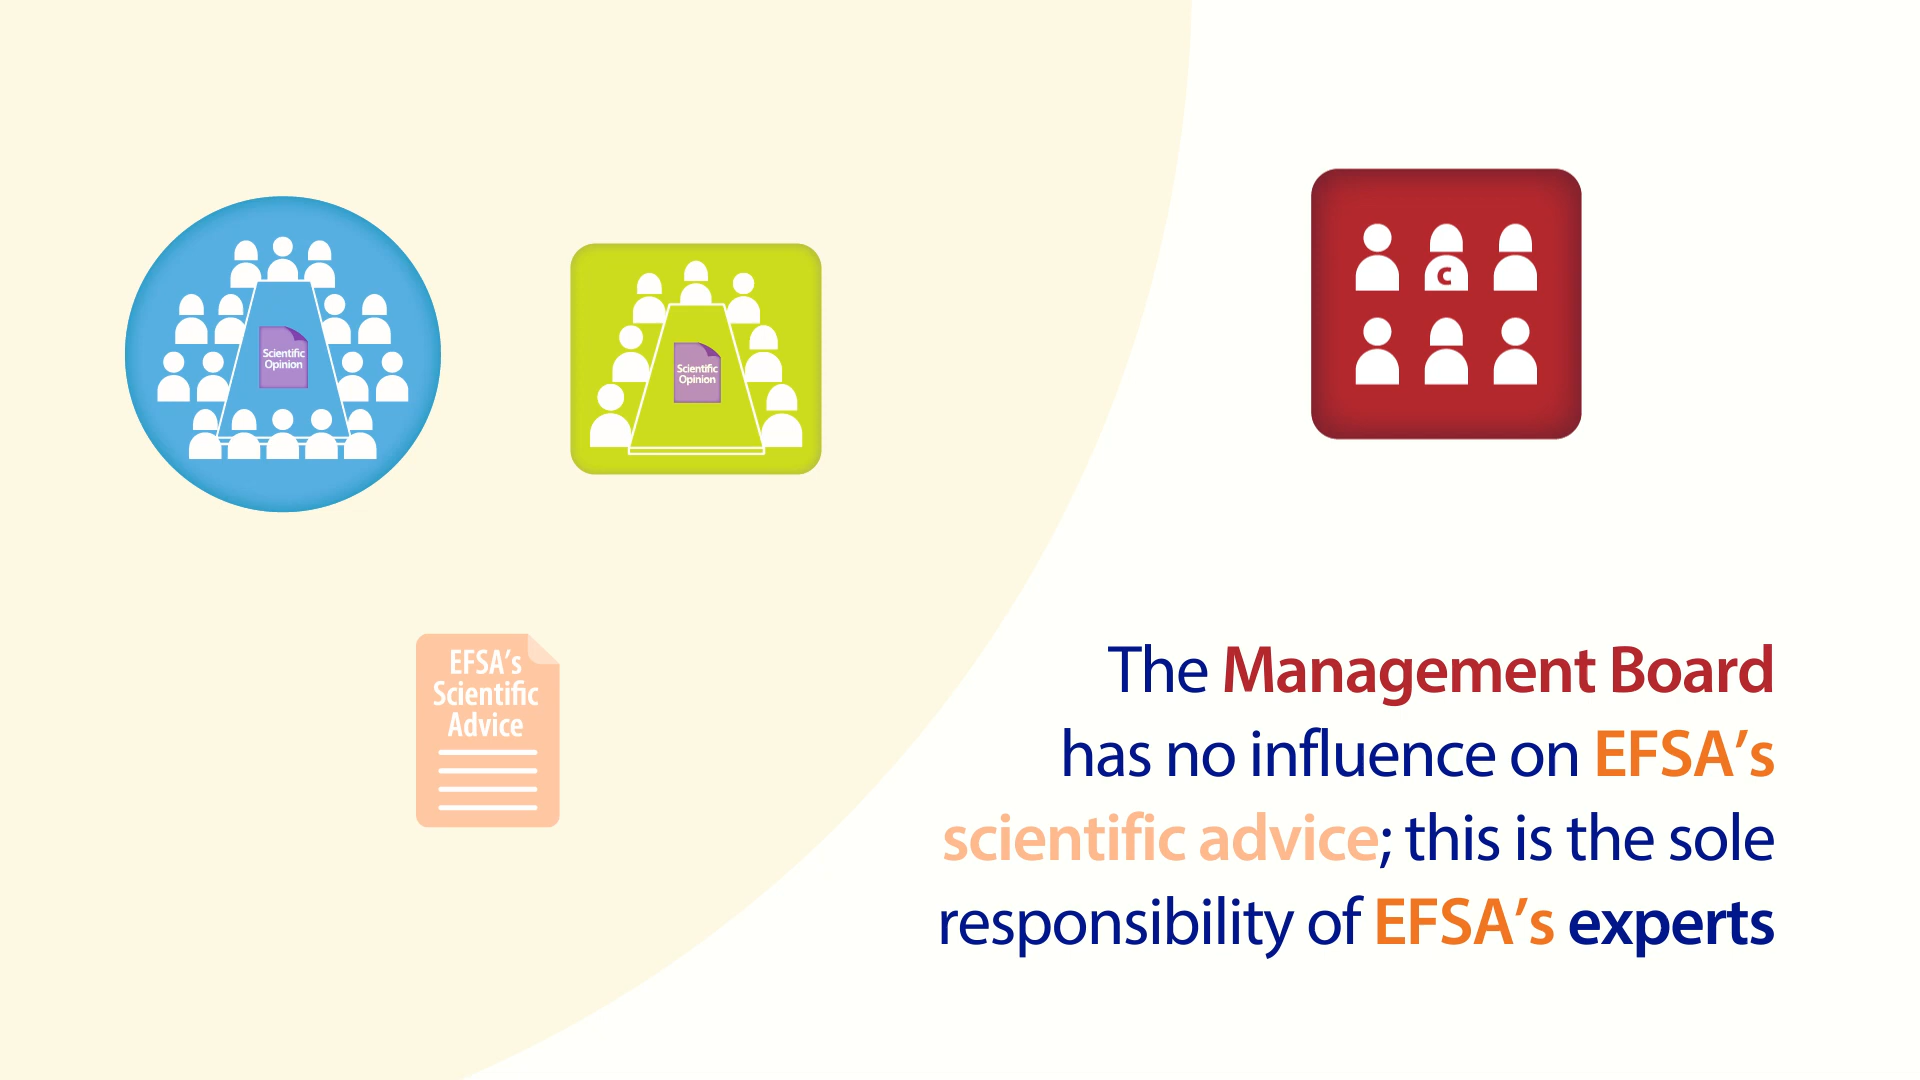 Scientific
Opinion
Scientific
Opinion
C
EFSA’s
Scientific
Advice
The Management Board
has no influence on EFSA’s
scientific advice; this is the sole
responsibility of EFSA’s experts